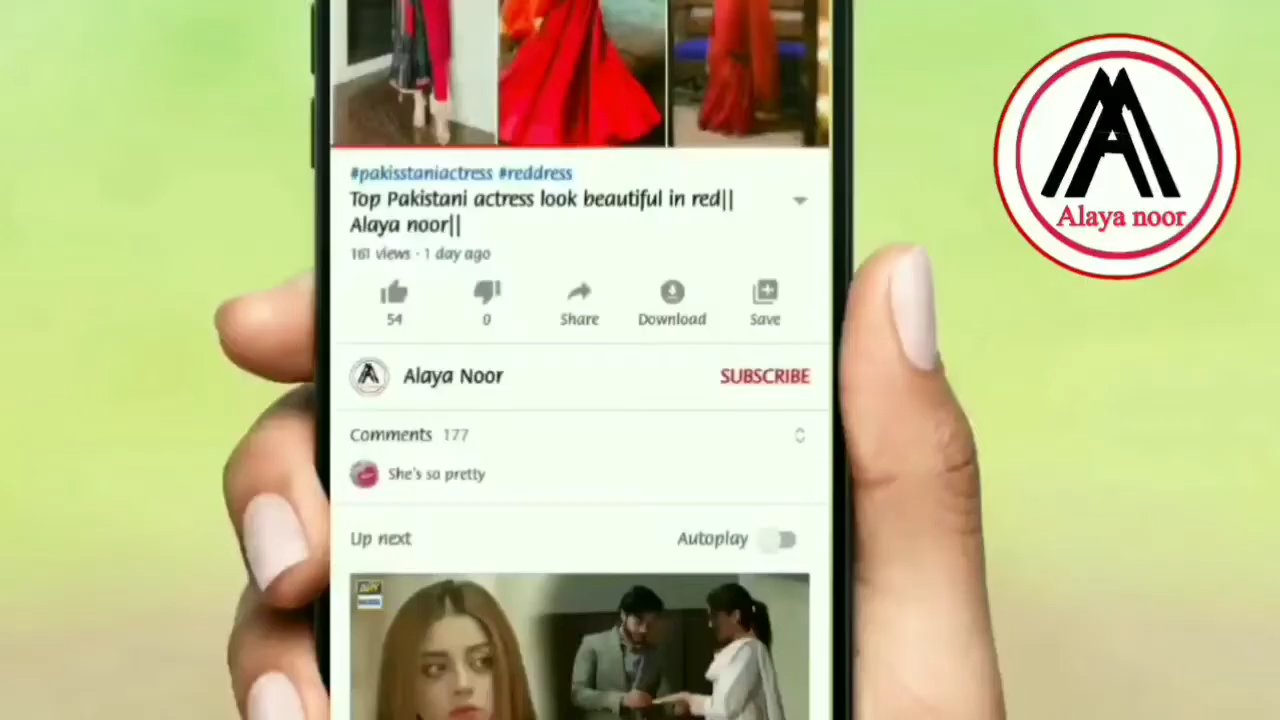 #pakisstaniactress #reddress
Top Pakistani actress look beautiful in red||
Alaya noor||
161 views · 1 day ago
54
0
Share
Download
Save
Alaya Noor
SUBSCRIBE
Comments 177
She's so pretty
Up next
Autoplay
ARY
Alaya noor